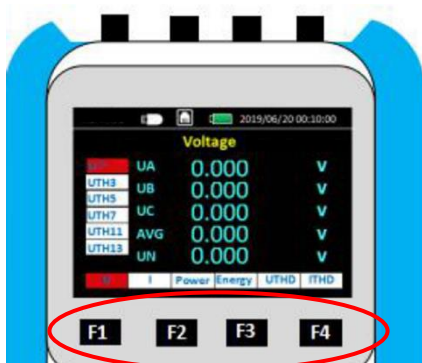 2019/06/20 00:10:00
Voltage
UA 0.000 V
UTH3
UB 0.000 V
UTH5
UTH7
UC 0.000 V
UTH11
AVG 0.000 V
UTH13
UN 0.000 V
I Power Energy UTHD ITHD
F1 F2 F3 F4